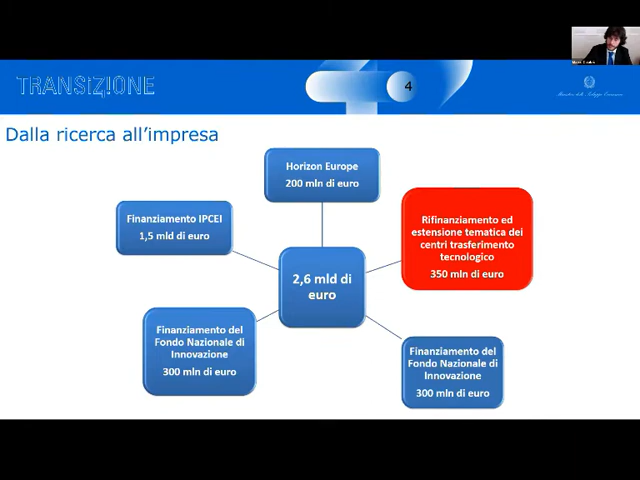 TRANSIZIONE
4
Dalla ricerca all'impresa
Horizon Europe
200 mln di euro
Finanziamento IPCEI
1,5 mld di euro
Rifinanziamento ed
estensione tematica dei
centri trasferimento
tecnologico
350 mln di euro
2,6 mld di
euro
Finanziamento del
Fondo Nazionale di
Innovazione
300 mln di euro
Finanziamento del
Fondo Nazionale di
Innovazione
300 mln di euro